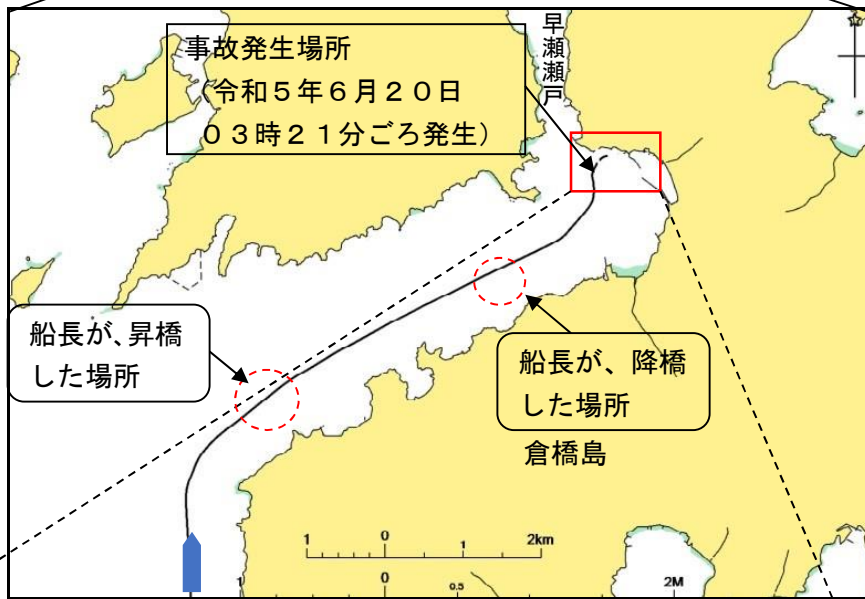 事故発生場所
(令和5年6月20日
03時21分ごろ発生)
早瀬瀬戸
船長が、昇橋
した場所
船長が、降橋
した場所
倉橋島
1 0 1 2km
1 0 0.5 2M